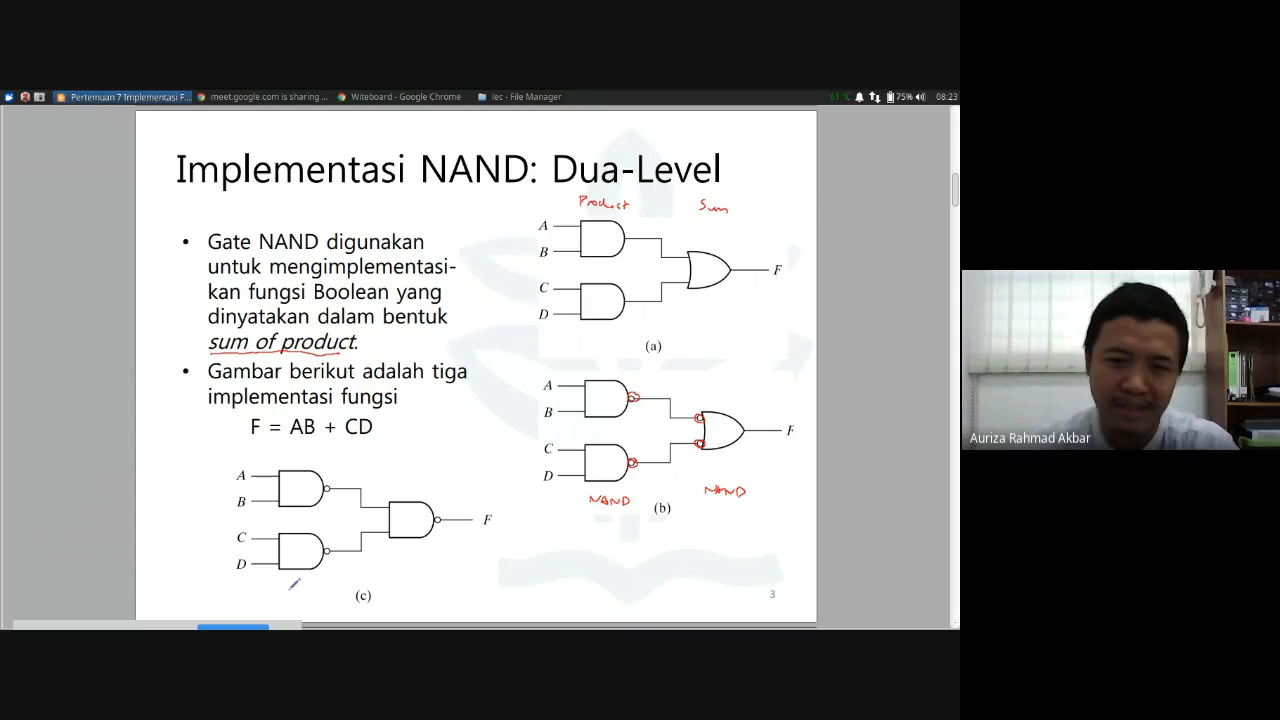 Pertemuan 7 Implementasi F...
meet.google.com is sharing ...
Witeboard - Google Chrome
lec - File Manager
61 °C
75%
08:23
Implementasi NAND: Dua-Level
Product
Sum
• Gate NAND digunakan
untuk mengimplementasi-
kan fungsi Boolean yang
dinyatakan dalam bentuk
sum of product.
• Gambar berikut adalah tiga
implementasi fungsi
F = AB + CD
A
B
C
D
F
(a)
A
B
C
D
F
NAND
NAND
(b)
A
B
C
D
F
(c)
3
Auriza Rahmad Akbar